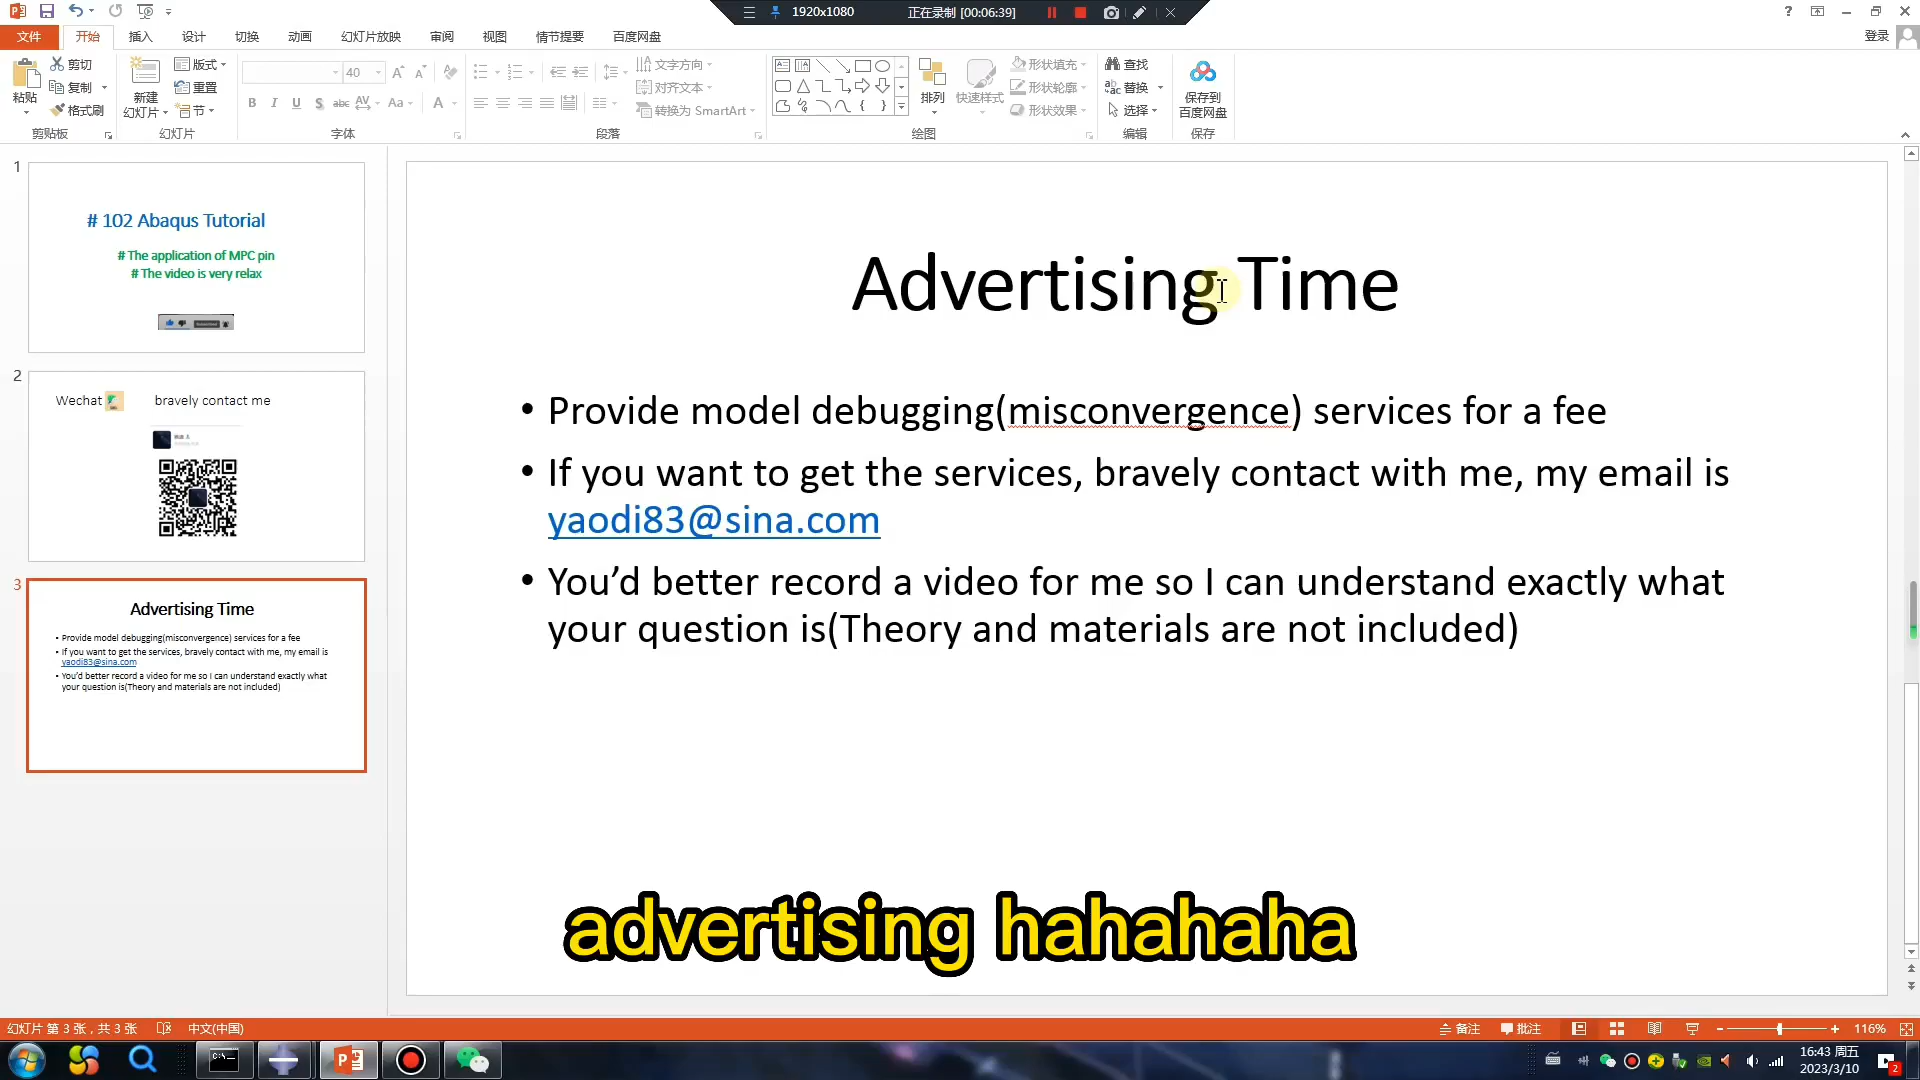 1920x1080
正在录制 [00:06:39]
文件
开始
插入
设计
切换
动画
幻灯片放映
审阅
视图
情节提要
百度网盘
登录
粘贴
剪切
复制
格式刷
剪贴板
新建
幻灯片
版式
重置
节
幻灯片
40
字体
文字方向
对齐文本
转换为 SmartArt
段落
排列
快速样式
形状填充
形状轮廓
形状效果
绘图
查找
替换
选择
编辑
保存到
百度网盘
保存
1
# 102 Abaqus Tutorial
# The application of MPC pin
# The video is very relax
2
Wechat
bravely contact me
3
Advertising Time
• Provide model debugging(misconvergence) services for a fee
• If you want to get the services, bravely contact with me, my email is
yaodi83@sina.com
• You'd better record a video for me so I can understand exactly what
your question is(Theory and materials are not included)
Advertising Time
• Provide model debugging(misconvergence) services for a fee
• If you want to get the services, bravely contact with me, my email is
yaodi83@sina.com
• You’d better record a video for me so I can understand exactly what
your question is(Theory and materials are not included)
advertising hahahaha
幻灯片 第 3 张，共 3 张
中文(中国)
备注
批注
116%
16:43 周五
2023/3/10
2